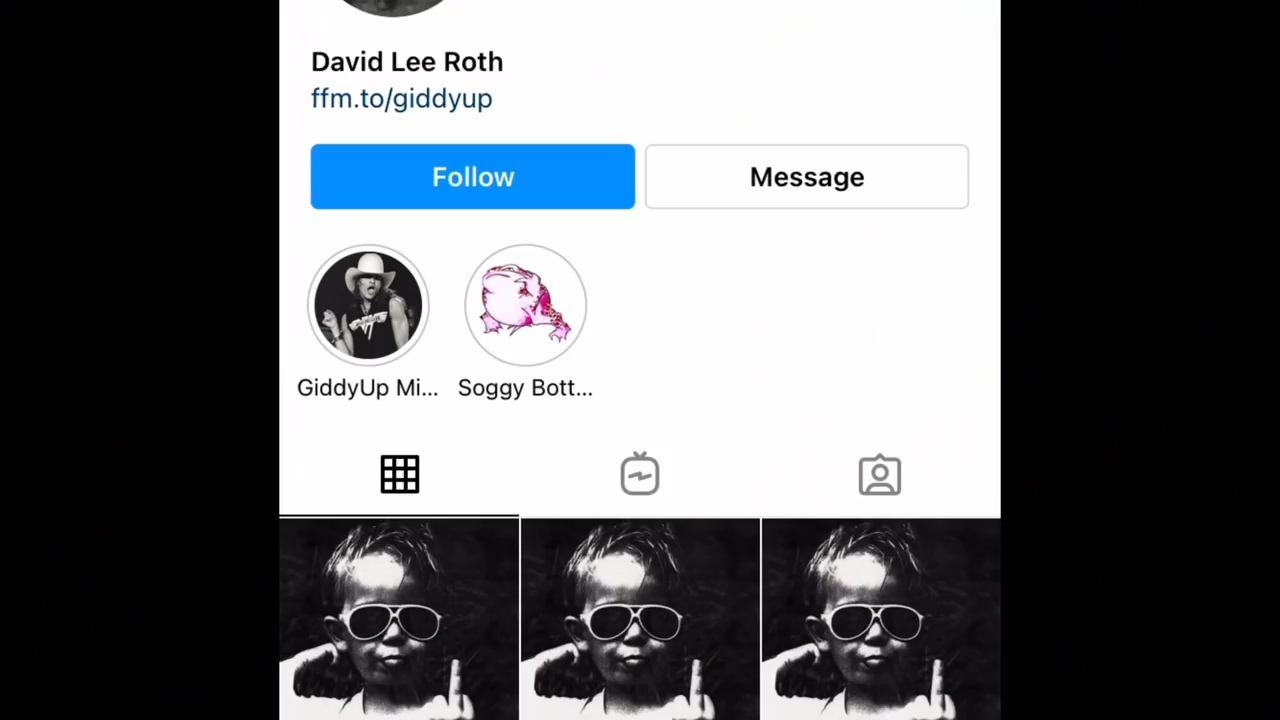 David Lee Roth
ffm.to/giddyup
Follow
Message
GiddyUp Mi...
Soggy Bott...